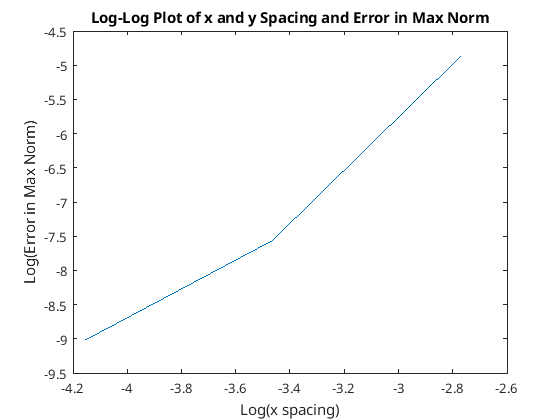 Log-Log Plot of x and y Spacing and Error in Max Norm
-4.5
-5
-5.5
-6
-6.5
-7
-7.5
-8
-8.5
-9
-9.5
Log(Error in Max Norm)
-4.2 -4 -3.8 -3.6 -3.4 -3.2 -3 -2.8 -2.6
Log(x spacing)